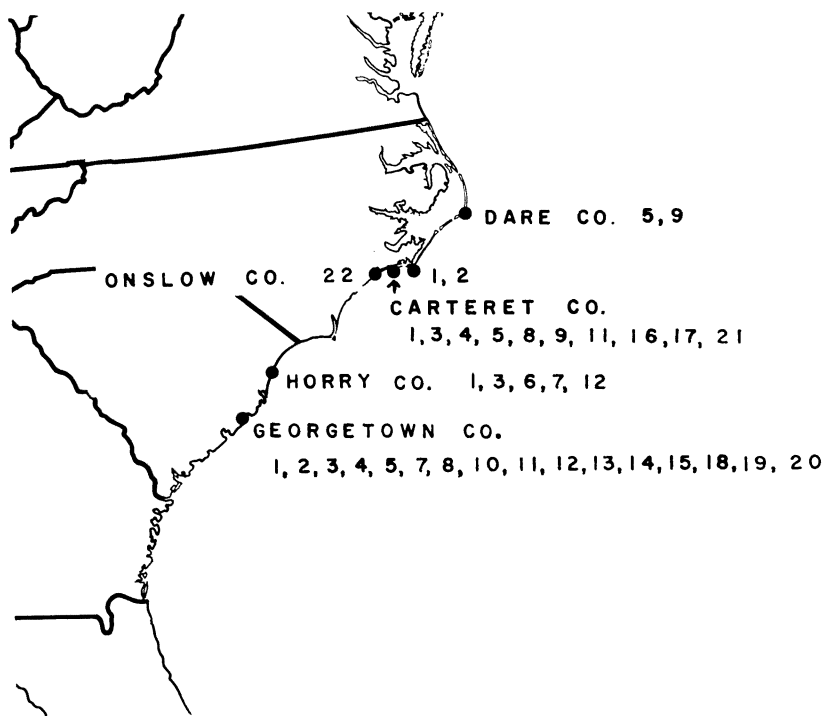 DARE CO. 5, 9
ONSLOW CO. 22
1, 2
CARTERET CO.
1, 3, 4, 5, 8, 9, 11, 16, 17, 21
HORRY CO. 1, 3, 6, 7, 12
GEORGETOWN CO.
1, 2, 3, 4, 5, 7, 8, 10, 11, 12, 13, 14, 15, 18, 19, 20